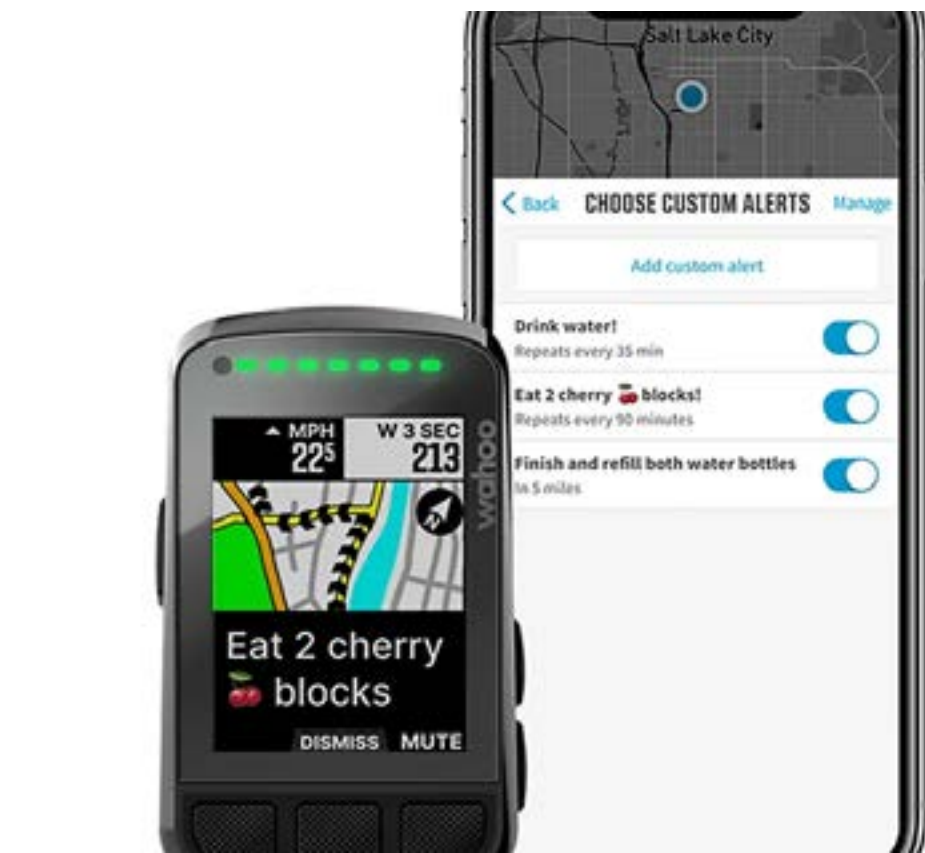 Salt Lake City
Back CHOOSE CUSTOM ALERTS Manage
Add custom alert
Drink water!
Repeats every 35 min
Eat 2 cherry 🍒 blocks!
Repeats every 90 minutes
Finish and refill both water bottles
In 5 miles
MPH
22⁵
W 3 SEC
213
wahoo
Eat 2 cherry
🍒 blocks
DISMISS MUTE